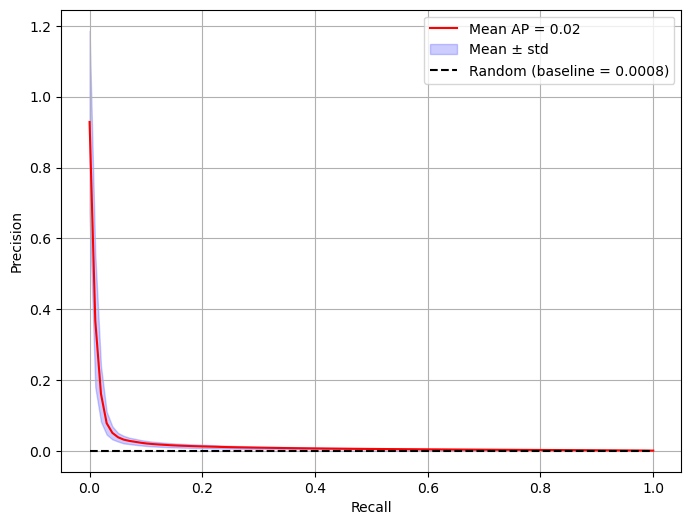 Mean AP = 0.02
Mean ± std
Random (baseline = 0.0008)
1.2
1.0
0.8
0.6
0.4
0.2
0.0
Precision
0.0 0.2 0.4 0.6 0.8 1.0
Recall